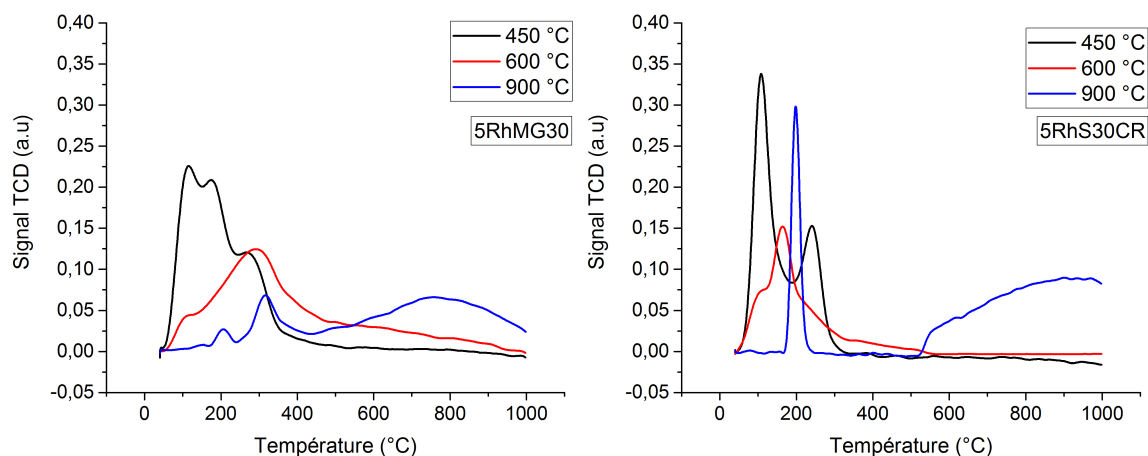 0,40
0,35
0,30
0,25
0,20
0,15
0,10
0,05
0,00
-0,05
Signal TCD (a.u)
0 200 400 600 800 1000
Température (°C)
450 °C
600 °C
900 °C
5RhMG30
0,40
0,35
0,30
0,25
0,20
0,15
0,10
0,05
0,00
-0,05
Signal TCD (a.u)
0 200 400 600 800 1000
Température (°C)
450 °C
600 °C
900 °C
5RhS30CR